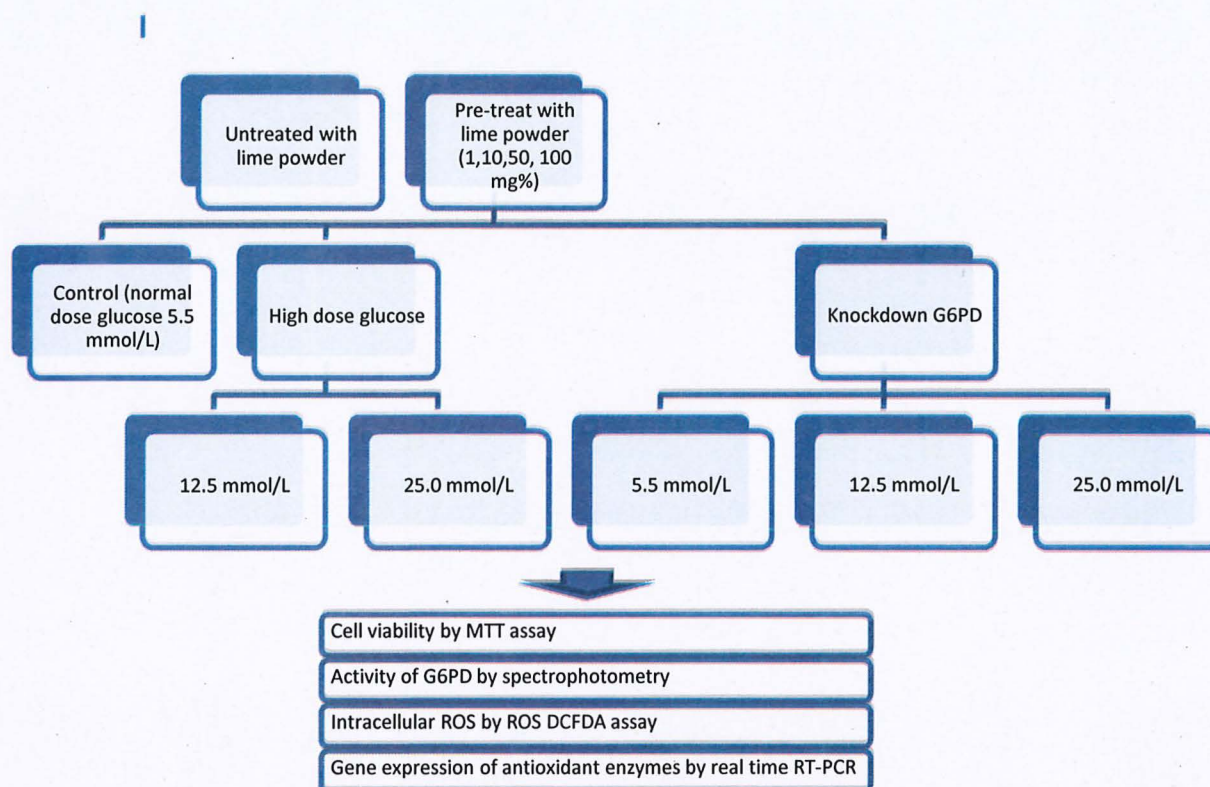 Untreated with
lime powder
Pre-treat with
lime powder
(1,10,50, 100
mg%)
Control (normal
dose glucose 5.5
mmol/L)
High dose glucose
Knockdown G6PD
12.5 mmol/L
25.0 mmol/L
5.5 mmol/L
12.5 mmol/L
25.0 mmol/L
Cell viability by MTT assay
Activity of G6PD by spectrophotometry
Intracellular ROS by ROS DCFDA assay
Gene expression of antioxidant enzymes by real time RT-PCR